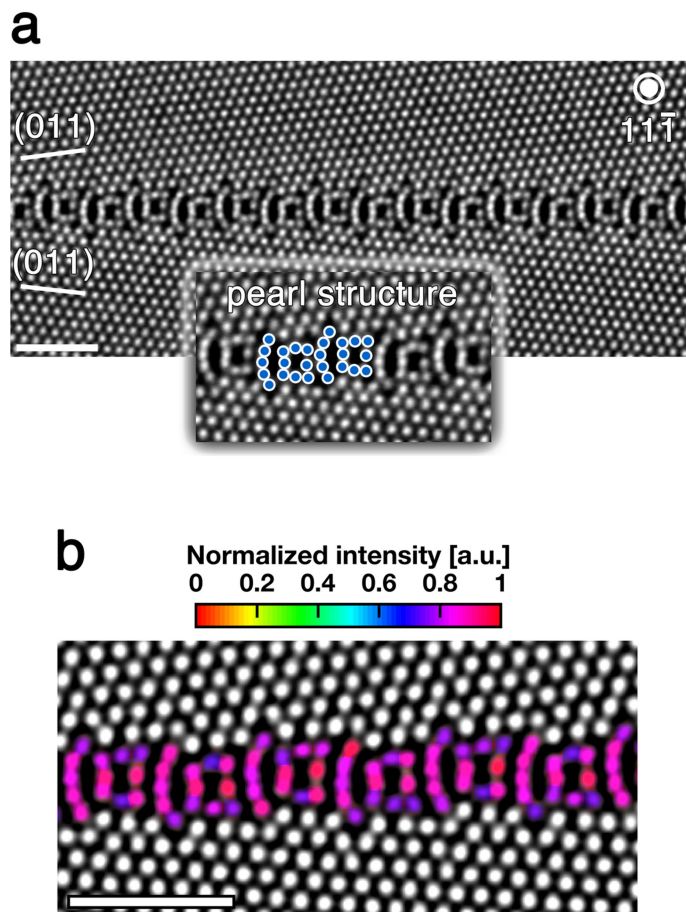 a
(011)
111̅
(011)
pearl structure
b
Normalized intensity [a.u.]
0 0.2 0.4 0.6 0.8 1